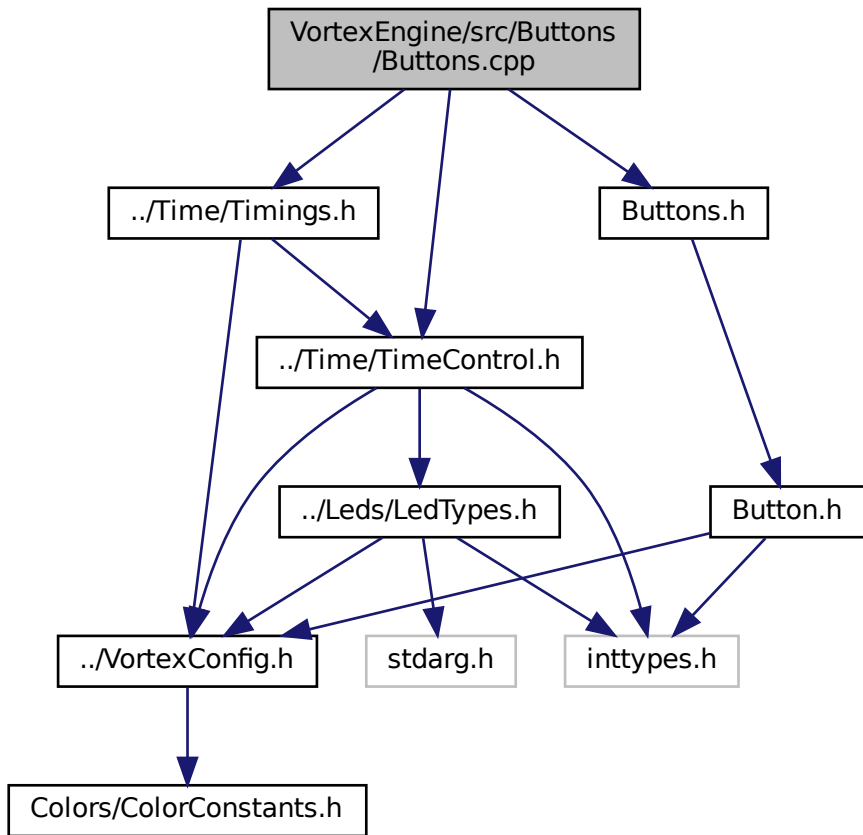 VortexEngine/src/Buttons
/Buttons.cpp
../Time/Timings.h
Buttons.h
../Time/TimeControl.h
../Leds/LedTypes.h
Button.h
../VortexConfig.h
stdarg.h
inttypes.h
Colors/ColorConstants.h